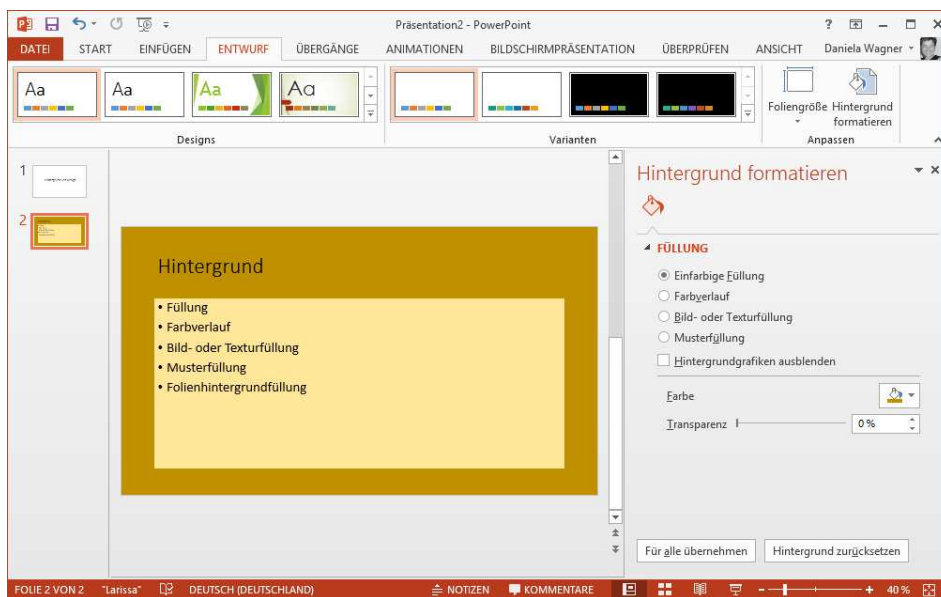 Präsentation2 - PowerPoint
?
DATEI START EINFÜGEN ENTWURF ÜBERGÄNGE ANIMATIONEN BILDSCHIRMPRÄSENTATION ÜBERPRÜFEN ANSICHT Daniela Wagner
Aa Aa Aa Aa
Foliengröße Hintergrund
formatieren
Designs Varianten Anpassen
1
2
Hintergrund
• Füllung
• Farbverlauf
• Bild- oder Texturfüllung
• Musterfüllung
• Folienhintergrundfüllung
Hintergrund formatieren
FÜLLUNG
Einfarbige Füllung
Farbverlauf
Bild- oder Texturfüllung
Musterfüllung
Hintergrundgrafiken ausblenden
Farbe
Transparenz 0 %
Für alle übernehmen Hintergrund zurücksetzen
FOLIE 2 VON 2 "Larissa" DEUTSCH (DEUTSCHLAND) NOTIZEN KOMMENTARE - + 40 %